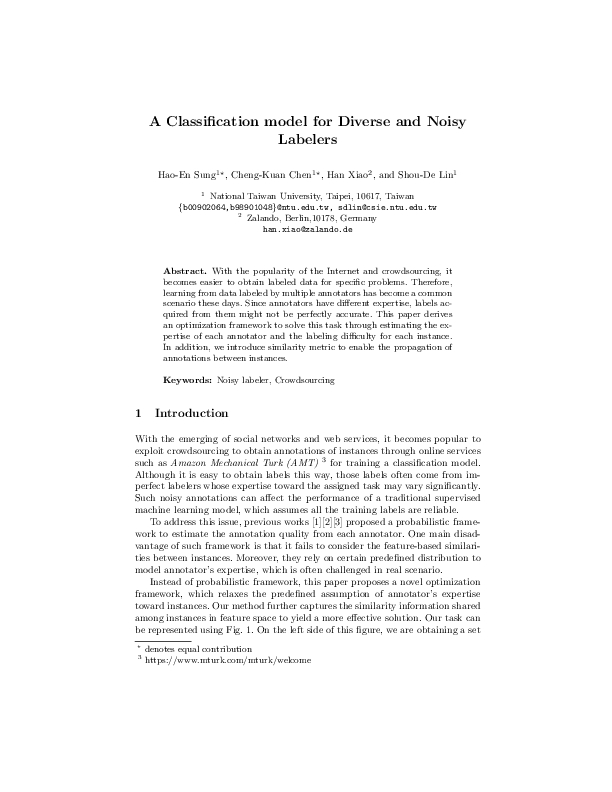 A Classification model for Diverse and Noisy
Labelers
Hao-En Sung1*, Cheng-Kuan Chen1*, Han Xiao2, and Shou-De Lin1
1 National Taiwan University, Taipei, 10617, Taiwan
{b00902064,b98901048}@ntu.edu.tw, sdlin@csie.ntu.edu.tw
2 Zalando, Berlin,10178, Germany
han.xiao@zalando.de
Abstract. With the popularity of the Internet and crowdsourcing, it
becomes easier to obtain labeled data for specific problems. Therefore,
learning from data labeled by multiple annotators has become a common
scenario these days. Since annotators have different expertise, labels ac-
quired from them might not be perfectly accurate. This paper derives
an optimization framework to solve this task through estimating the ex-
pertise of each annotator and the labeling difficulty for each instance.
In addition, we introduce similarity metric to enable the propagation of
annotations between instances.
Keywords: Noisy labeler, Crowdsourcing
1 Introduction
With the emerging of social networks and web services, it becomes popular to
exploit crowdsourcing to obtain annotations of instances through online services
such as Amazon Mechanical Turk (AMT) 3 for training a classification model.
Although it is easy to obtain labels this way, those labels often come from im-
perfect labelers whose expertise toward the assigned task may vary significantly.
Such noisy annotations can affect the performance of a traditional supervised
machine learning model, which assumes all the training labels are reliable.
To address this issue, previous works [1][2][3] proposed a probabilistic frame-
work to estimate the annotation quality from each annotator. One main disad-
vantage of such framework is that it fails to consider the feature-based similari-
ties between instances. Moreover, they rely on certain predefined distribution to
model annotator's expertise, which is often challenged in real scenario.
Instead of probabilistic framework, this paper proposes a novel optimization
framework, which relaxes the predefined assumption of annotator's expertise
toward instances. Our method further captures the similarity information shared
among instances in feature space to yield a more effective solution. Our task can
be represented using Fig. 1. On the left side of this figure, we are obtaining a set
* denotes equal contribution
3 https://www.mturk.com/mturk/welcome